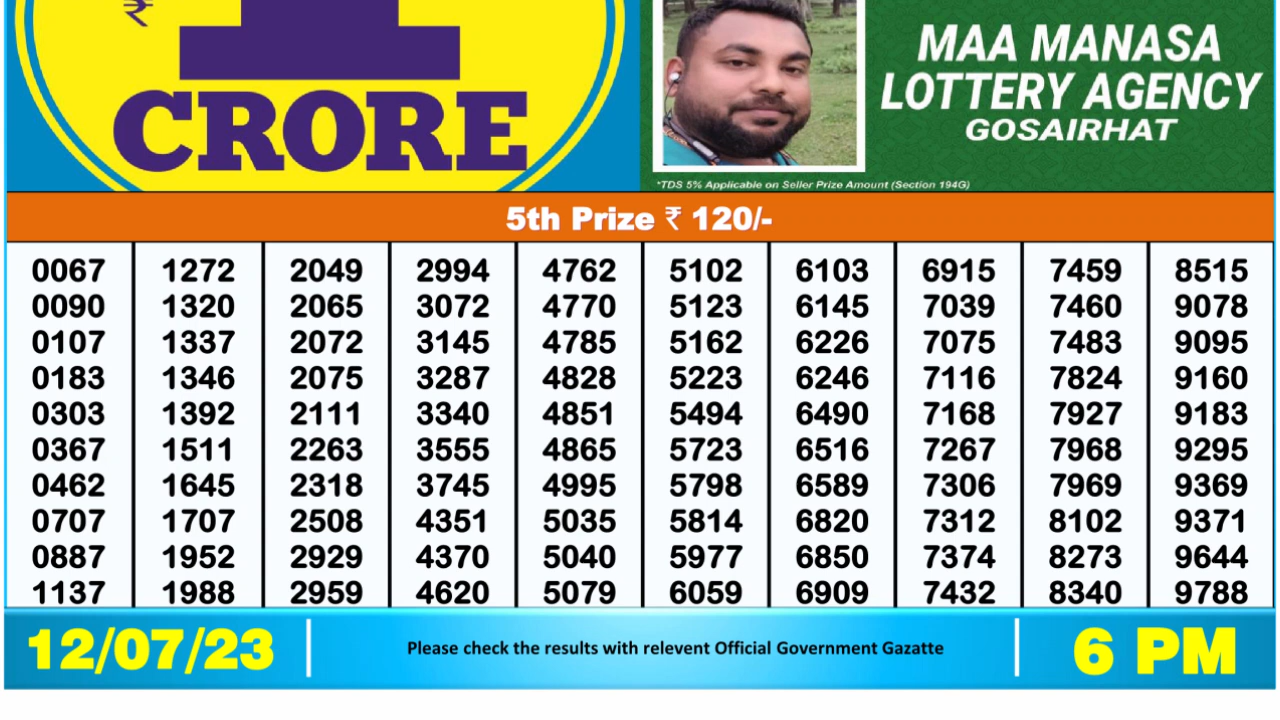 ₹ 1
CRORE
MAA MANASA
LOTTERY AGENCY
GOSAIRHAT
*TDS 5% Applicable on Seller Prize Amount (Section 194G)
5th Prize ₹ 120/-
0067 1272 2049 2994 4762 5102 6103 6915 7459 8515
0090 1320 2065 3072 4770 5123 6145 7039 7460 9078
0107 1337 2072 3145 4785 5162 6226 7075 7483 9095
0183 1346 2075 3287 4828 5223 6246 7116 7824 9160
0303 1392 2111 3340 4851 5494 6490 7168 7927 9183
0367 1511 2263 3555 4865 5723 6516 7267 7968 9295
0462 1645 2318 3745 4995 5798 6589 7306 7969 9369
0707 1707 2508 4351 5035 5814 6820 7312 8102 9371
0887 1952 2929 4370 5040 5977 6850 7374 8273 9644
1137 1988 2959 4620 5079 6059 6909 7432 8340 9788
12/07/23 Please check the results with relevent Official Government Gazatte 6 PM